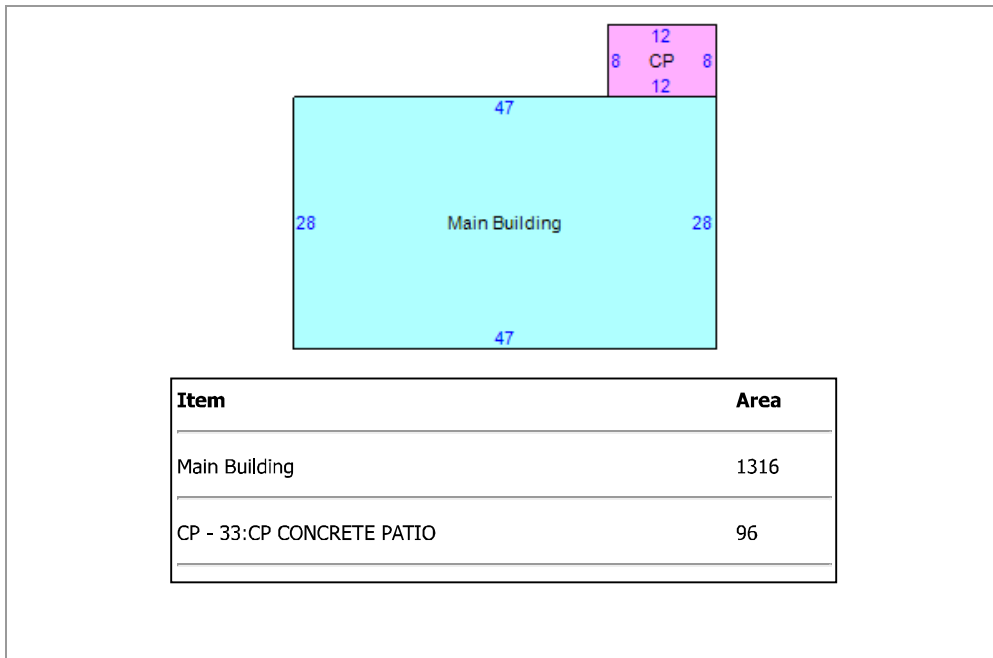 12
8 CP 8
12
47
28 Main Building 28
47
Item Area
Main Building 1316
CP - 33:CP CONCRETE PATIO 96